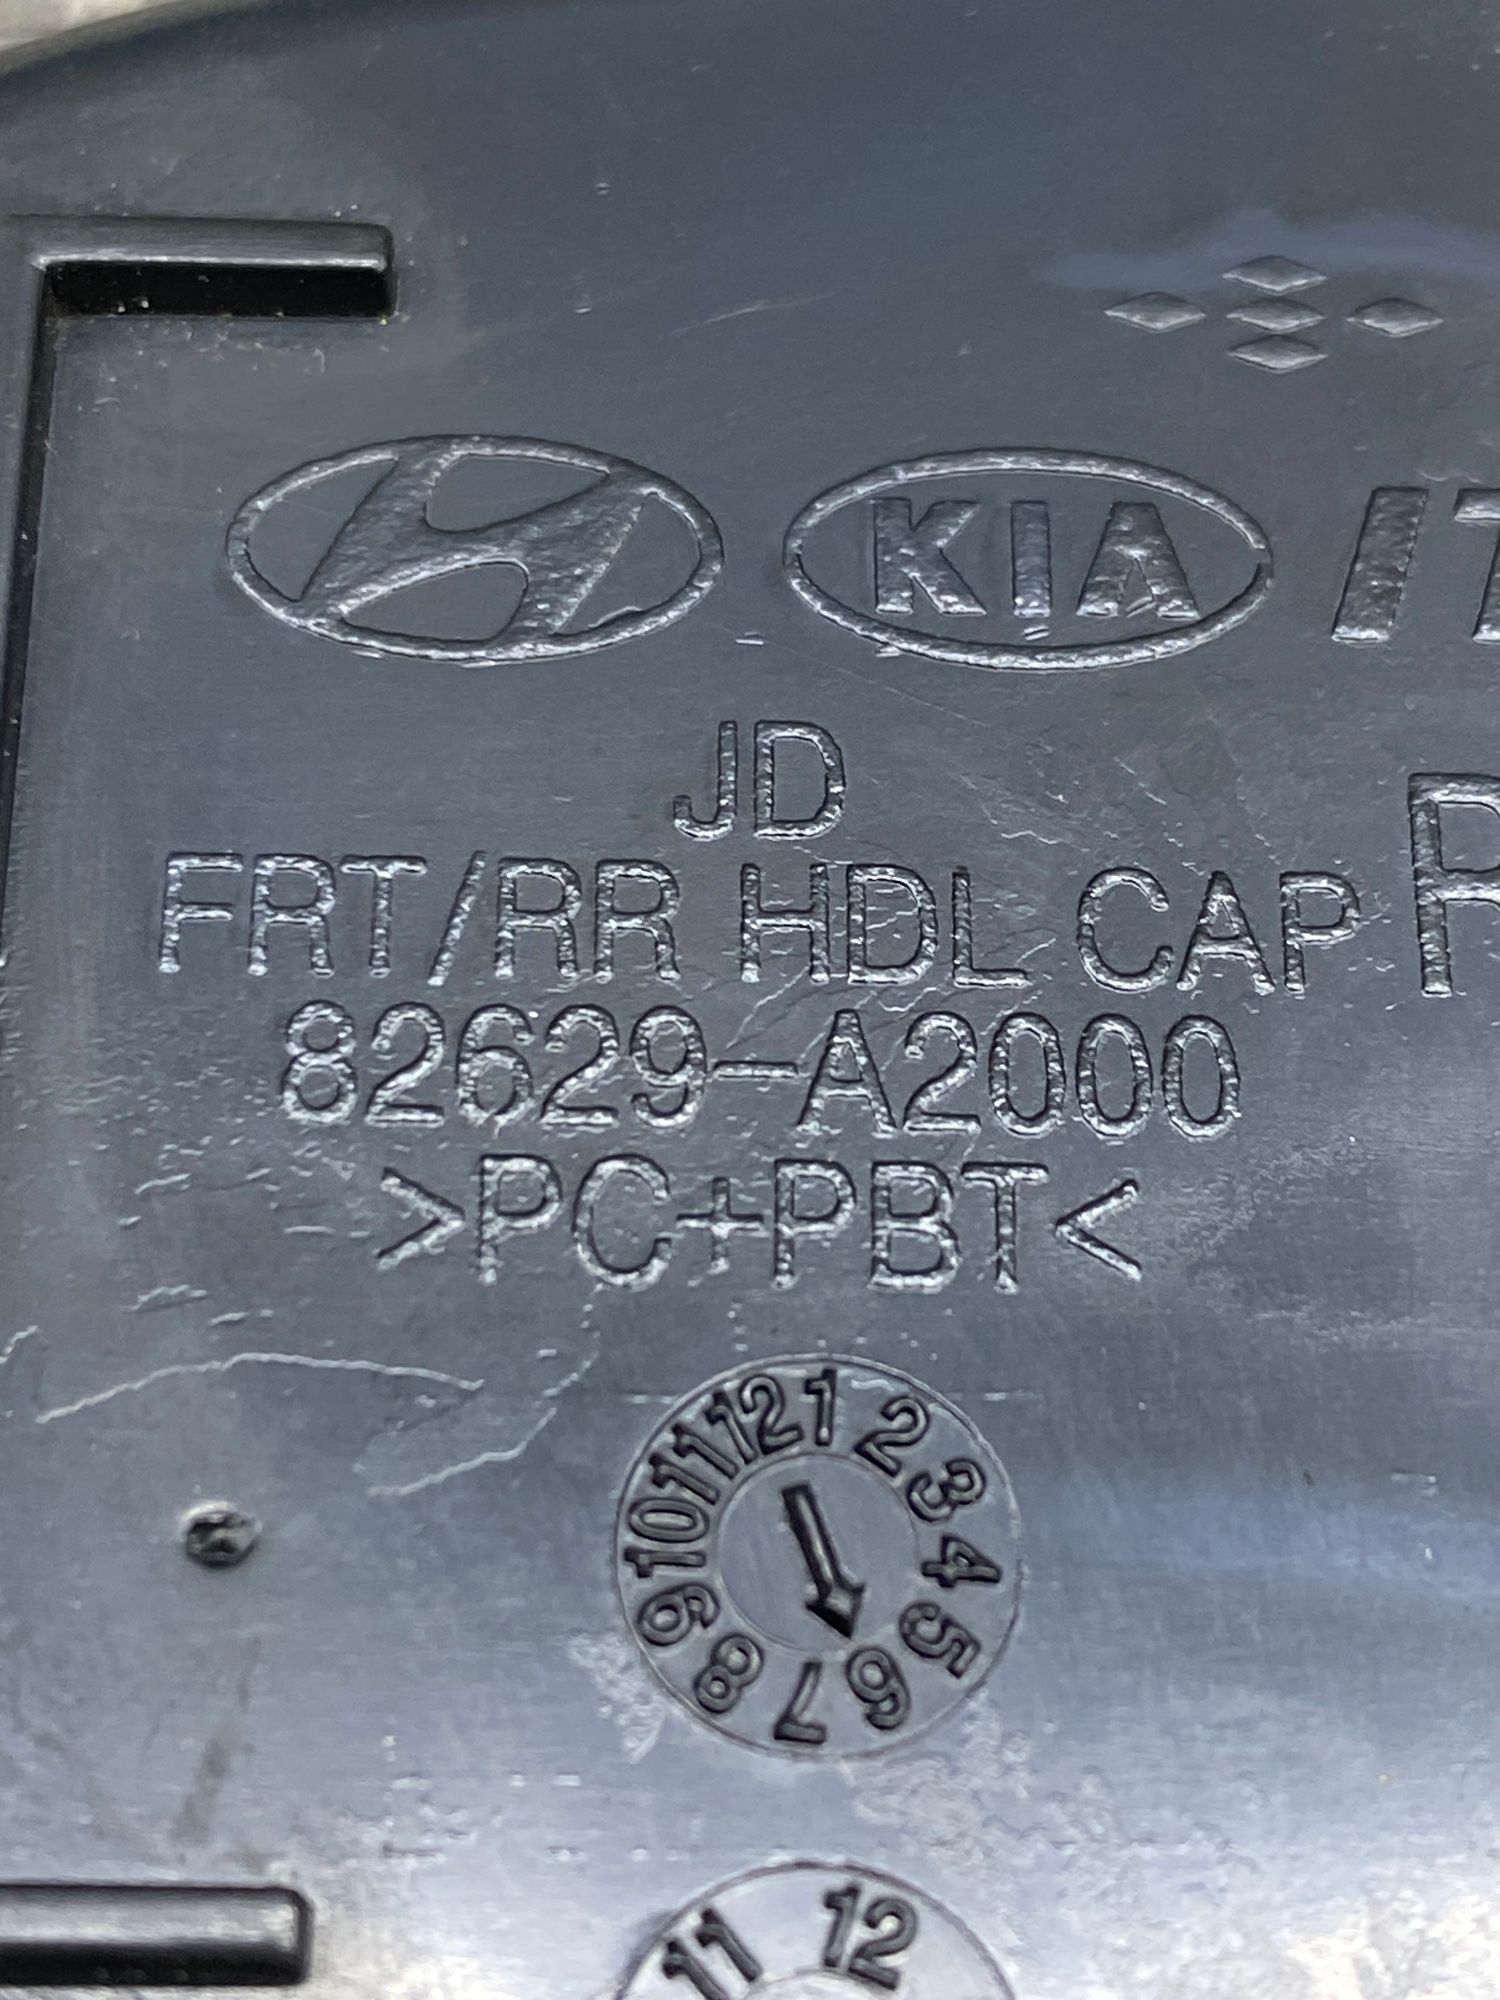 KIA IT
JD
FRT/RR HDL CAP R
82629-A2000
>PC+PBT<
1 2 3 4 5 6 7 8 9 10 11 12
11 12